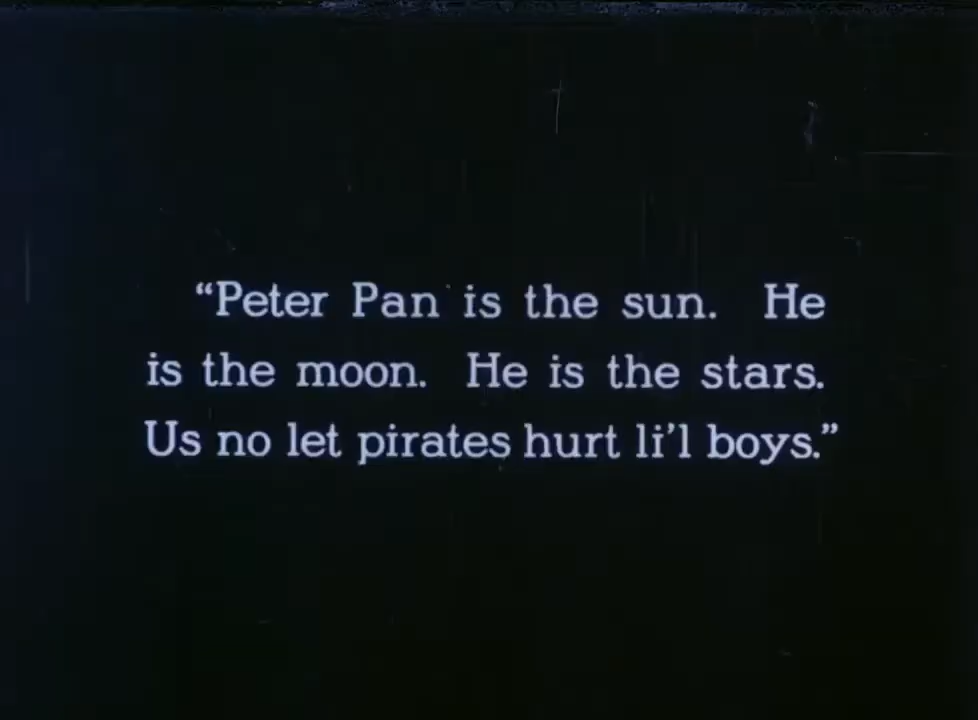 “Peter Pan is the sun. He
is the moon. He is the stars.
Us no let pirates hurt li’l boys.”